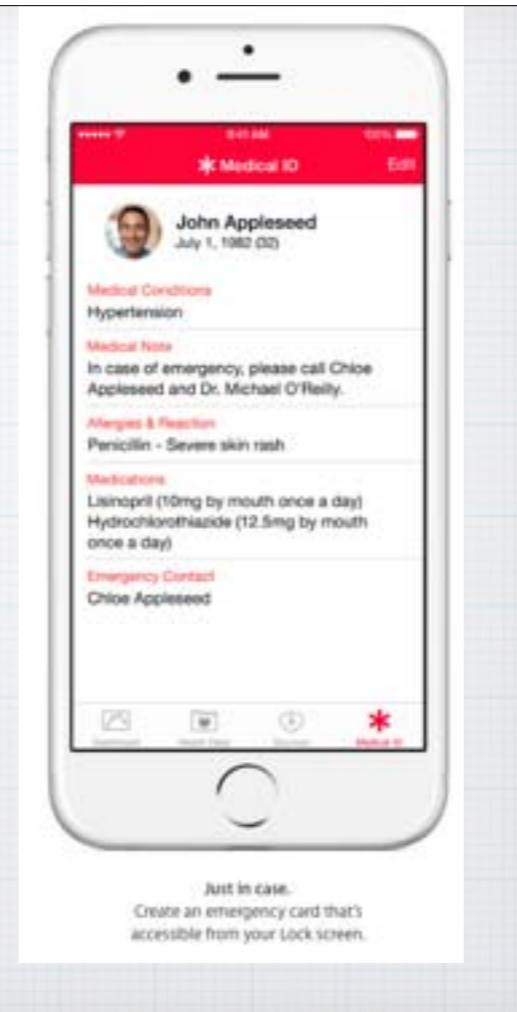 9:41 AM 100%
Medical ID Edit
John Appleseed
July 1, 1982 (32)
Medical Conditions
Hypertension
Medical Note
In case of emergency, please call Chloe
Appleseed and Dr. Michael O'Reilly.
Allergies & Reaction
Penicillin - Severe skin rash
Medications
Lisinopril (10mg by mouth once a day)
Hydrochlorothiazide (12.5mg by mouth
once a day)
Emergency Contact
Chloe Appleseed
Dashboard Health Data Medical ID
Just in case.
Create an emergency card that's
accessible from your Lock screen.